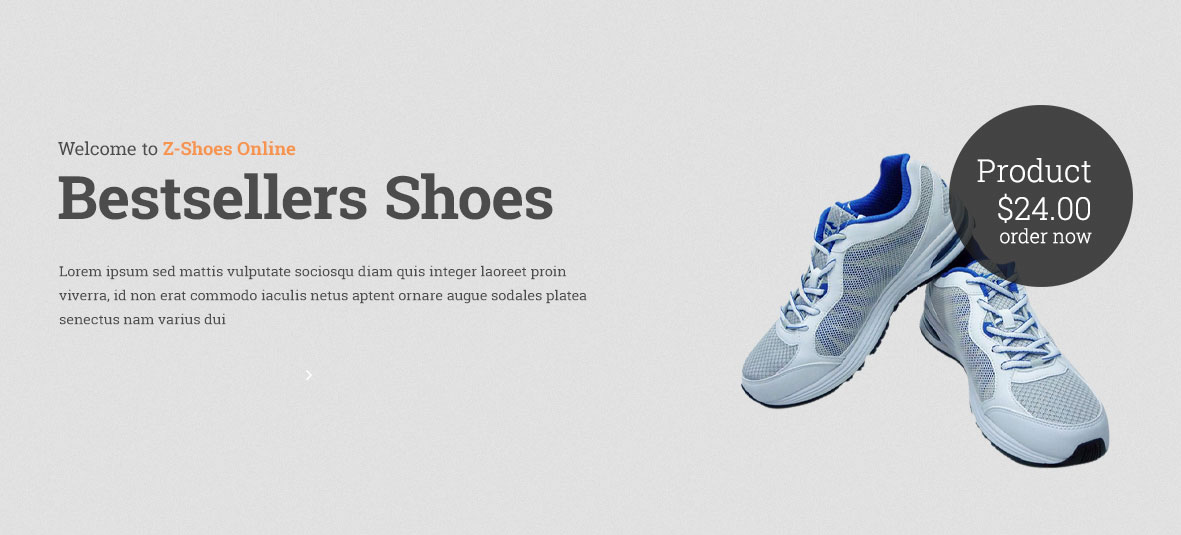 Welcome to Z-Shoes Online
Bestsellers Shoes
Lorem ipsum sed mattis vulputate sociosqu diam quis integer laoreet proin
viverra, id non erat commodo iaculis netus aptent ornare augue sodales platea
senectus nam varius dui
Product
$24.00
order now